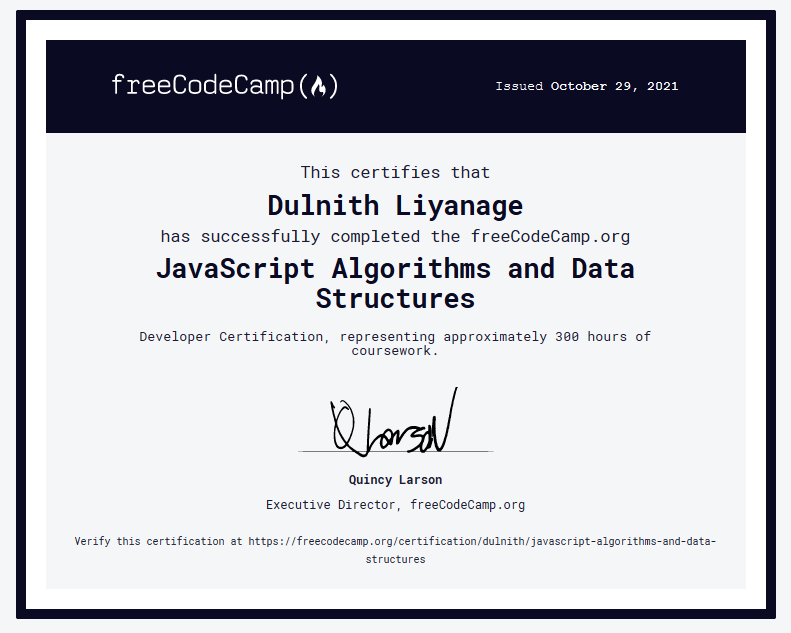 freeCodeCamp(🔥)
Issued October 29, 2021
This certifies that
Dulnith Liyanage
has successfully completed the freeCodeCamp.org
JavaScript Algorithms and Data
Structures
Developer Certification, representing approximately 300 hours of
coursework.
QLarson
Quincy Larson
Executive Director, freeCodeCamp.org
Verify this certification at https://freecodecamp.org/certification/dulnith/javascript-algorithms-and-data-
structures